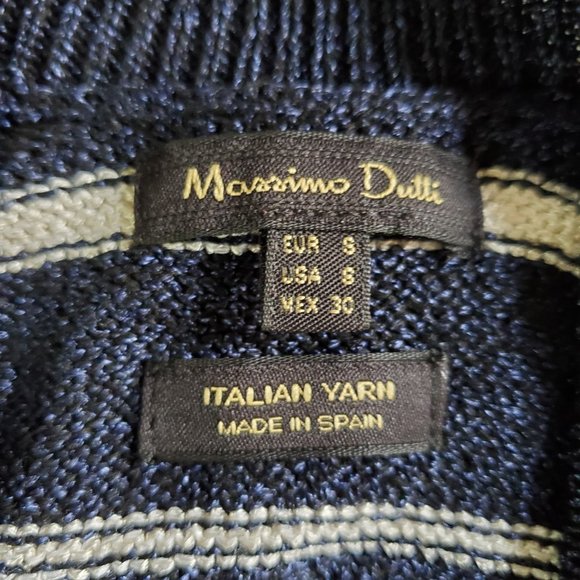 Massimo Dutti
EUR S
USA S
MEX 30
ITALIAN YARN
MADE IN SPAIN